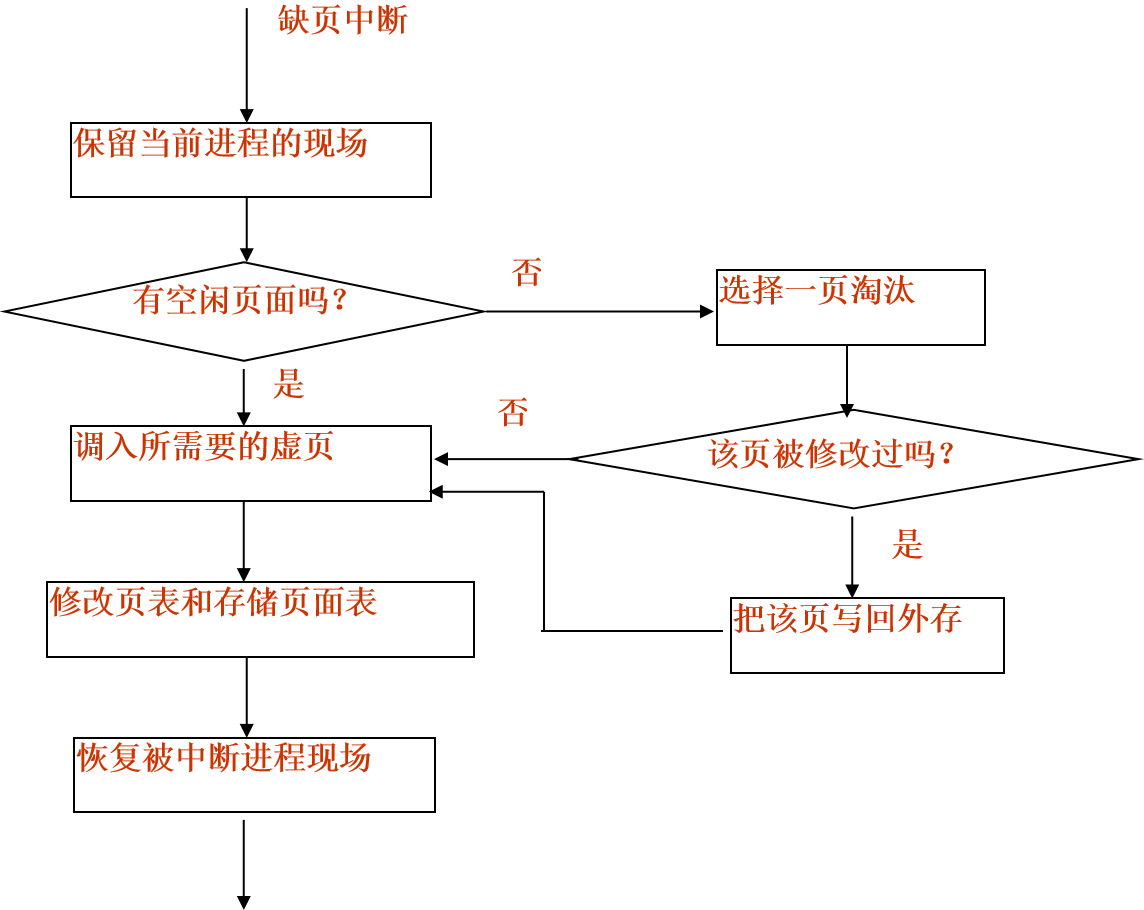 缺页中断
保留当前进程的现场
有空闲页面吗？
否
选择一页淘汰
是
调入所需要的虚页
否
该页被修改过吗？
是
修改页表和存储页面表
把该页写回外存
恢复被中断进程现场